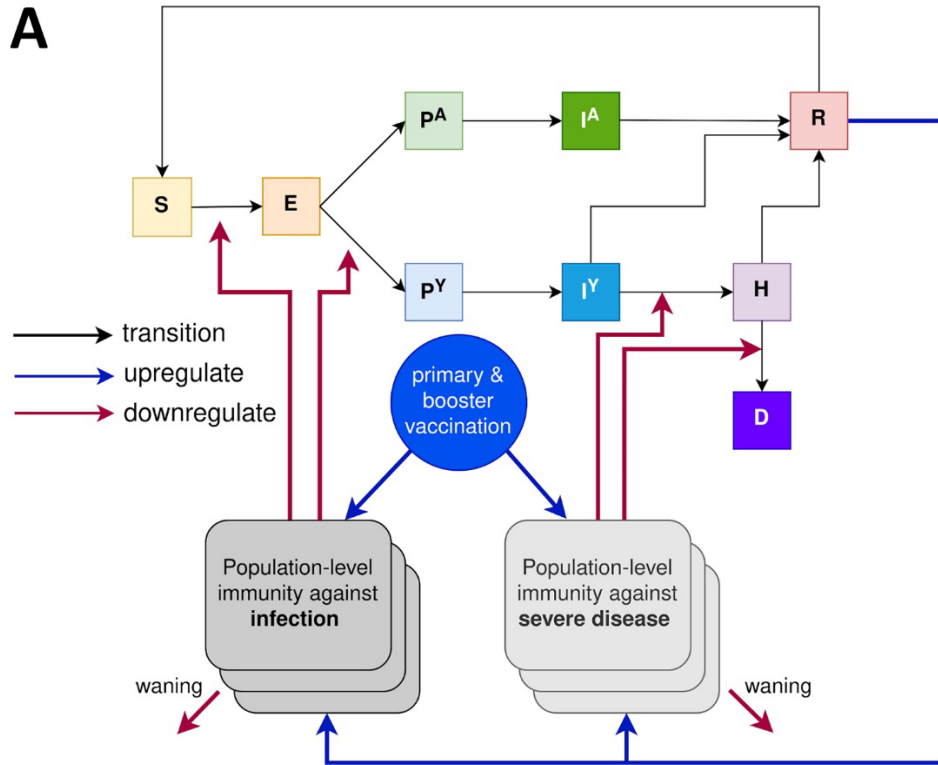 A
P^A
I^A
R
S
E
P^Y
I^Y
H
transition
upregulate
downregulate
primary &
booster
vaccination
D
Population-level
immunity against
infection
Population-level
immunity against
severe disease
waning
waning